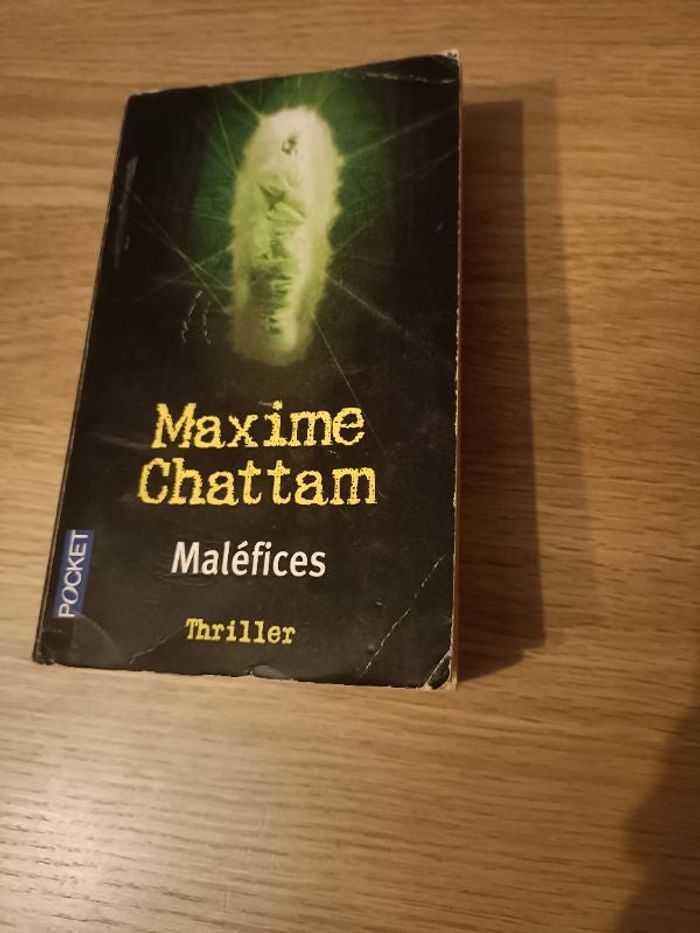 Maxime
Chattam
Maléfices
POCKET
Thriller